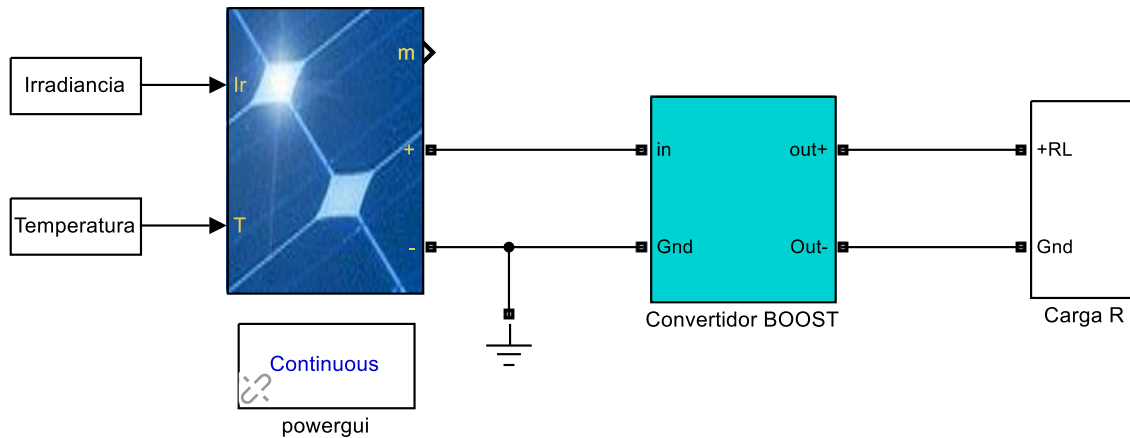 Irradiancia
Temperatura
Ir
T
m
+
-
in
Gnd
out+
Out-
Convertidor BOOST
+RL
Gnd
Carga R
Continuous
powergui